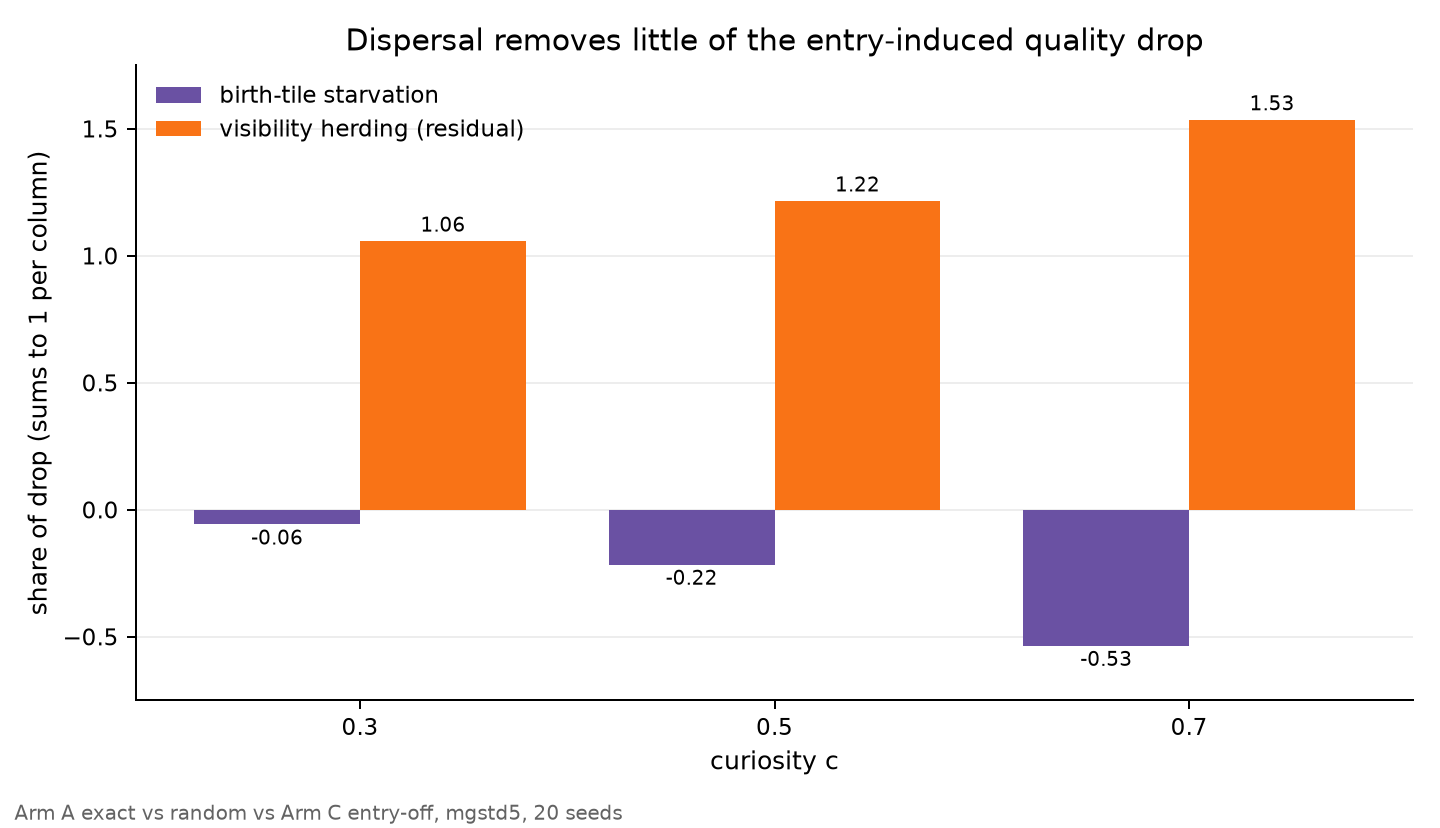 Dispersal removes little of the entry-induced quality drop
birth-tile starvation
visibility herding (residual)
share of drop (sums to 1 per column)
1.5
1.0
0.5
0.0
−0.5
-0.06
1.06
-0.22
1.22
-0.53
1.53
0.3
0.5
0.7
curiosity c
Arm A exact vs random vs Arm C entry-off, mgstd5, 20 seeds